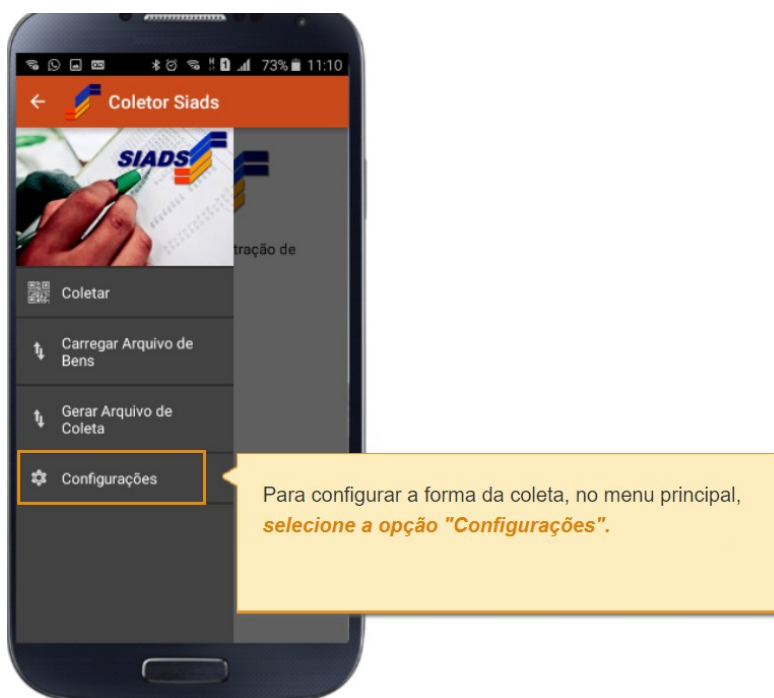 73% 11:10
Coletor Siads
SIADS
tração de
Coletar
Carregar Arquivo de
Bens
Gerar Arquivo de
Coleta
Configurações
Para configurar a forma da coleta, no menu principal,
selecione a opção "Configurações".